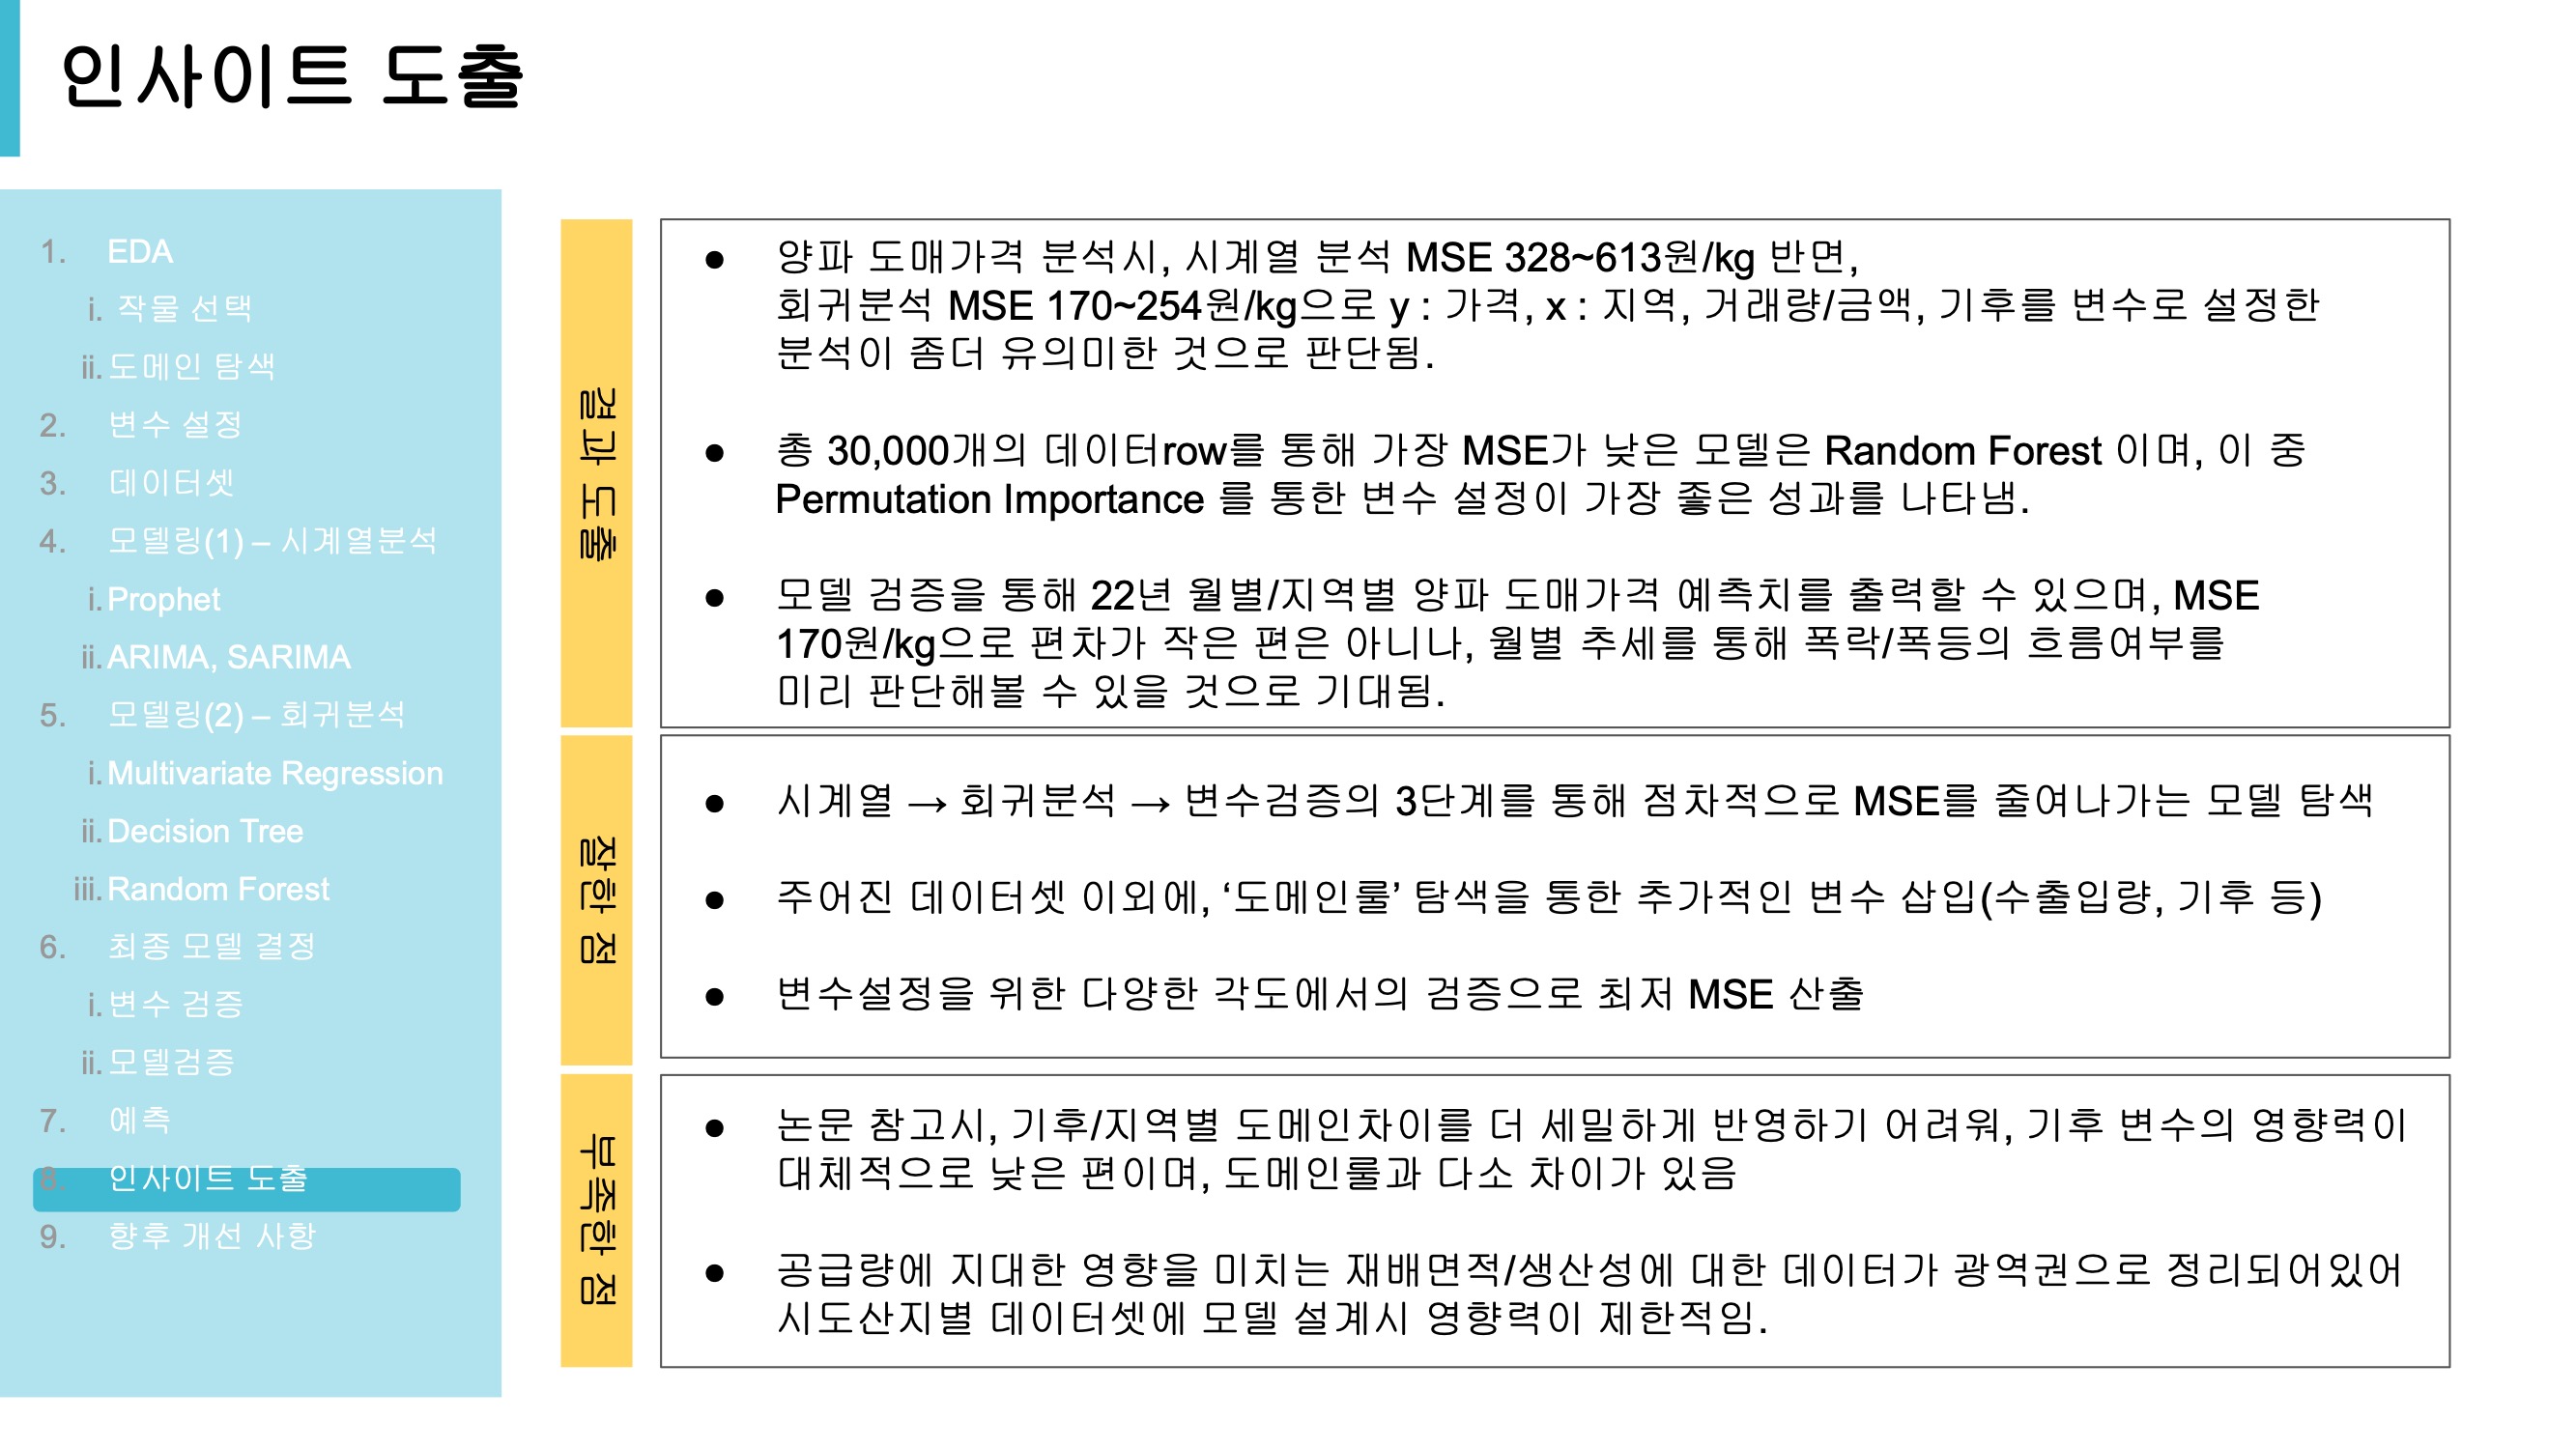 인사이트 도출
1. EDA
i. 작물 선택
ii. 도메인 탐색
2. 변수 설정
3. 데이터셋
4. 모델링(1) – 시계열분석
i. Prophet
ii. ARIMA, SARIMA
5. 모델링(2) – 회귀분석
i. Multivariate Regression
ii. Decision Tree
iii. Random Forest
6. 최종 모델 결정
i. 변수 검증
ii. 모델검증
7. 예측
8. 인사이트 도출
9. 향후 개선 사항
결과 도출
● 양파 도매가격 분석시, 시계열 분석 MSE 328~613원/kg 반면,
회귀분석 MSE 170~254원/kg으로 y : 가격, x : 지역, 거래량/금액, 기후를 변수로 설정한
분석이 좀더 유의미한 것으로 판단됨.
● 총 30,000개의 데이터row를 통해 가장 MSE가 낮은 모델은 Random Forest 이며, 이 중
Permutation Importance 를 통한 변수 설정이 가장 좋은 성과를 나타냄.
● 모델 검증을 통해 22년 월별/지역별 양파 도매가격 예측치를 출력할 수 있으며, MSE
170원/kg으로 편차가 작은 편은 아니나, 월별 추세를 통해 폭락/폭등의 흐름여부를
미리 판단해볼 수 있을 것으로 기대됨.
잘한 점
● 시계열 → 회귀분석 → 변수검증의 3단계를 통해 점차적으로 MSE를 줄여나가는 모델 탐색
● 주어진 데이터셋 이외에, ‘도메인룰’ 탐색을 통한 추가적인 변수 삽입(수출입량, 기후 등)
● 변수설정을 위한 다양한 각도에서의 검증으로 최저 MSE 산출
부족한 점
● 논문 참고시, 기후/지역별 도메인차이를 더 세밀하게 반영하기 어려워, 기후 변수의 영향력이
대체적으로 낮은 편이며, 도메인룰과 다소 차이가 있음
● 공급량에 지대한 영향을 미치는 재배면적/생산성에 대한 데이터가 광역권으로 정리되어있어
시도산지별 데이터셋에 모델 설계시 영향력이 제한적임.